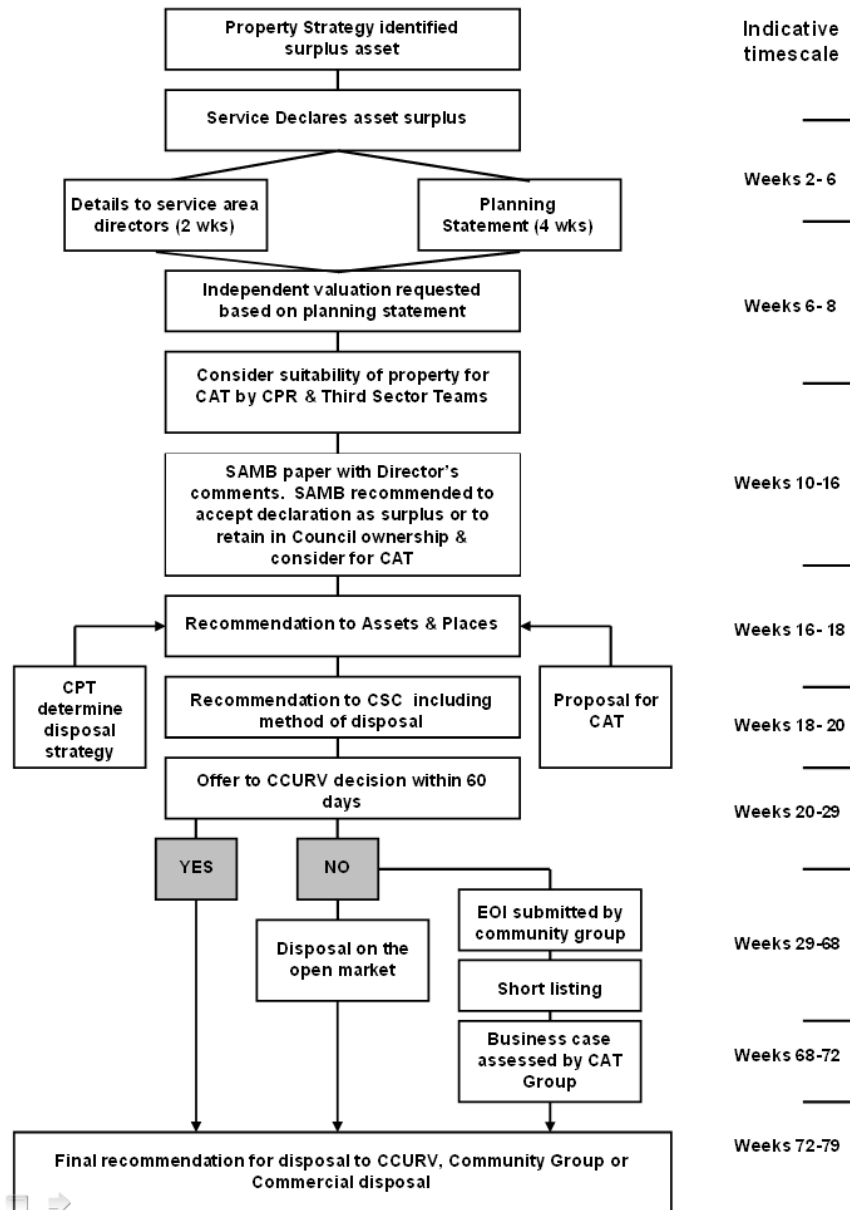 Property Strategy identified
surplus asset
Indicative
timescale
Service Declares asset surplus
Details to service area
directors (2 wks)
Planning
Statement (4 wks)
Weeks 2- 6
Independent valuation requested
based on planning statement
Weeks 6- 8
Consider suitability of property for
CAT by CPR & Third Sector Teams
SAMB paper with Director's
comments. SAMB recommended to
accept declaration as surplus or to
retain in Council ownership &
consider for CAT
Weeks 10-16
Recommendation to Assets & Places
Weeks 16- 18
CPT
determine
disposal
strategy
Recommendation to CSC including
method of disposal
Proposal for
CAT
Weeks 18- 20
Offer to CCURV decision within 60
days
Weeks 20-29
YES
NO
Disposal on the
open market
EOI submitted by
community group
Short listing
Weeks 29-68
Business case
assessed by CAT
Group
Weeks 68-72
Final recommendation for disposal to CCURV, Community Group or
Commercial disposal
Weeks 72-79